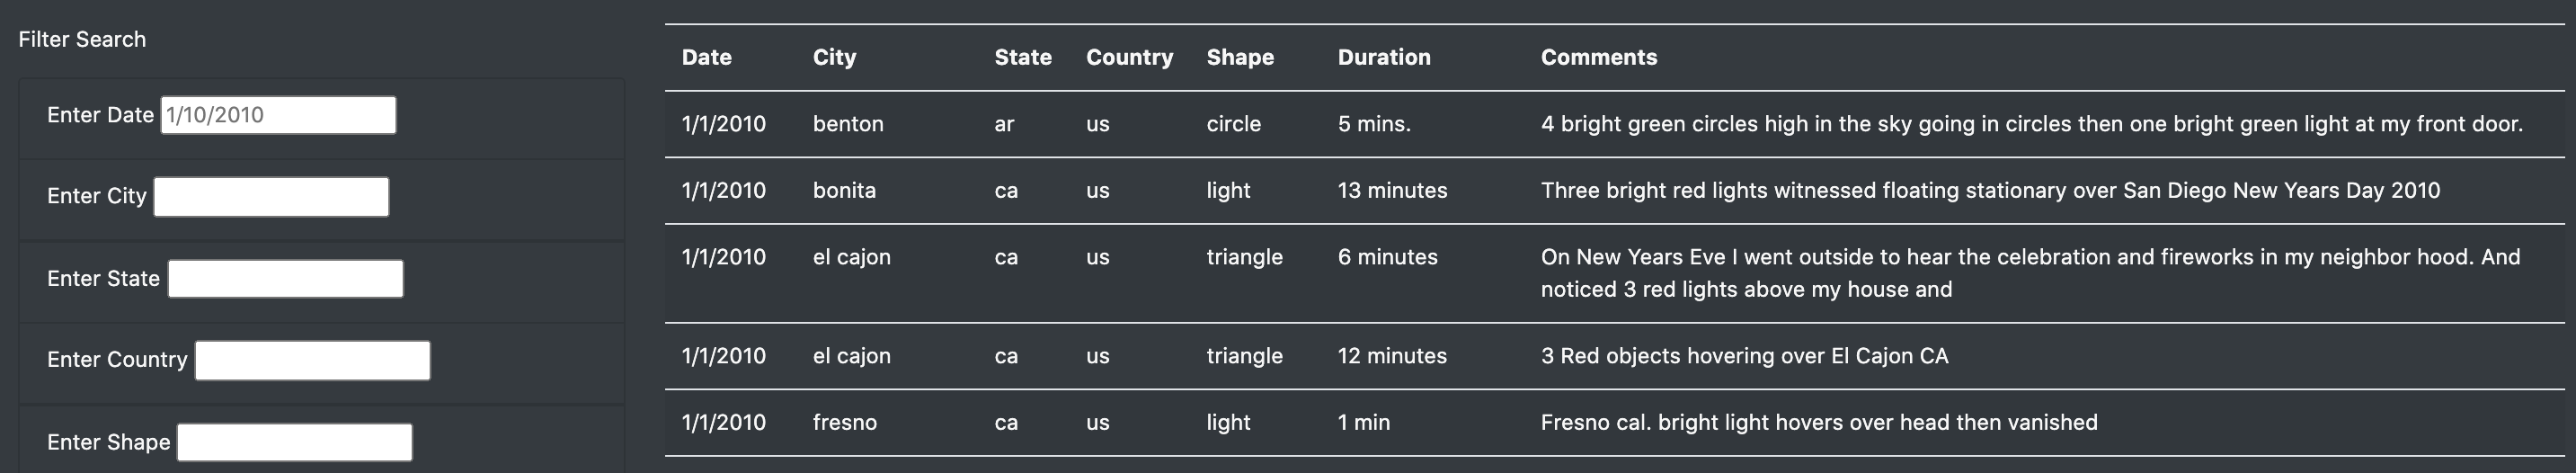 Filter Search
Enter Date 1/10/2010
Enter City
Enter State
Enter Country
Enter Shape
Date City State Country Shape Duration Comments
1/1/2010 benton ar us circle 5 mins. 4 bright green circles high in the sky going in circles then one bright green light at my front door.
1/1/2010 bonita ca us light 13 minutes Three bright red lights witnessed floating stationary over San Diego New Years Day 2010
1/1/2010 el cajon ca us triangle 6 minutes On New Years Eve I went outside to hear the celebration and fireworks in my neighbor hood. And
noticed 3 red lights above my house and
1/1/2010 el cajon ca us triangle 12 minutes 3 Red objects hovering over El Cajon CA
1/1/2010 fresno ca us light 1 min Fresno cal. bright light hovers over head then vanished